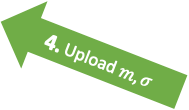 4. Upload m, σ